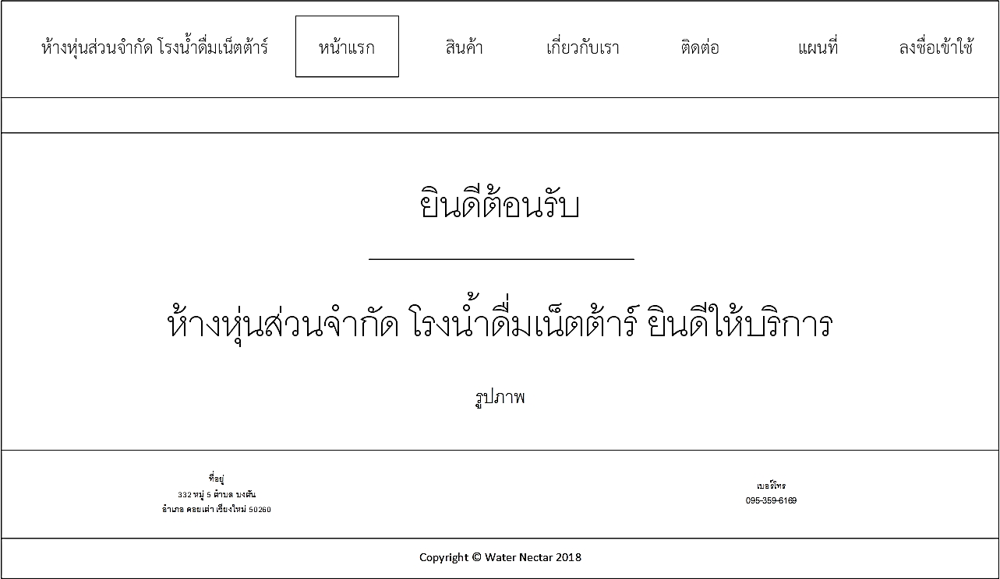 ห้างหุ้นส่วนจำกัด โรงน้ำดื่มเน็ตต้าร์ หน้าแรก สินค้า เกี่ยวกับเรา ติดต่อ แผนที่ ลงชื่อเข้าใช้
ยินดีต้อนรับ
ห้างหุ่นส่วนจำกัด โรงน้ำดื่มเน็ตต้าร์ ยินดีให้บริการ
รูปภาพ
ที่อยู่
332 หมู่ 5 ตำบล บงตัน
อำเภอ ดอยเต่า เชียงใหม่ 50260
เบอร์โทร
095-359-6169
Copyright © Water Nectar 2018